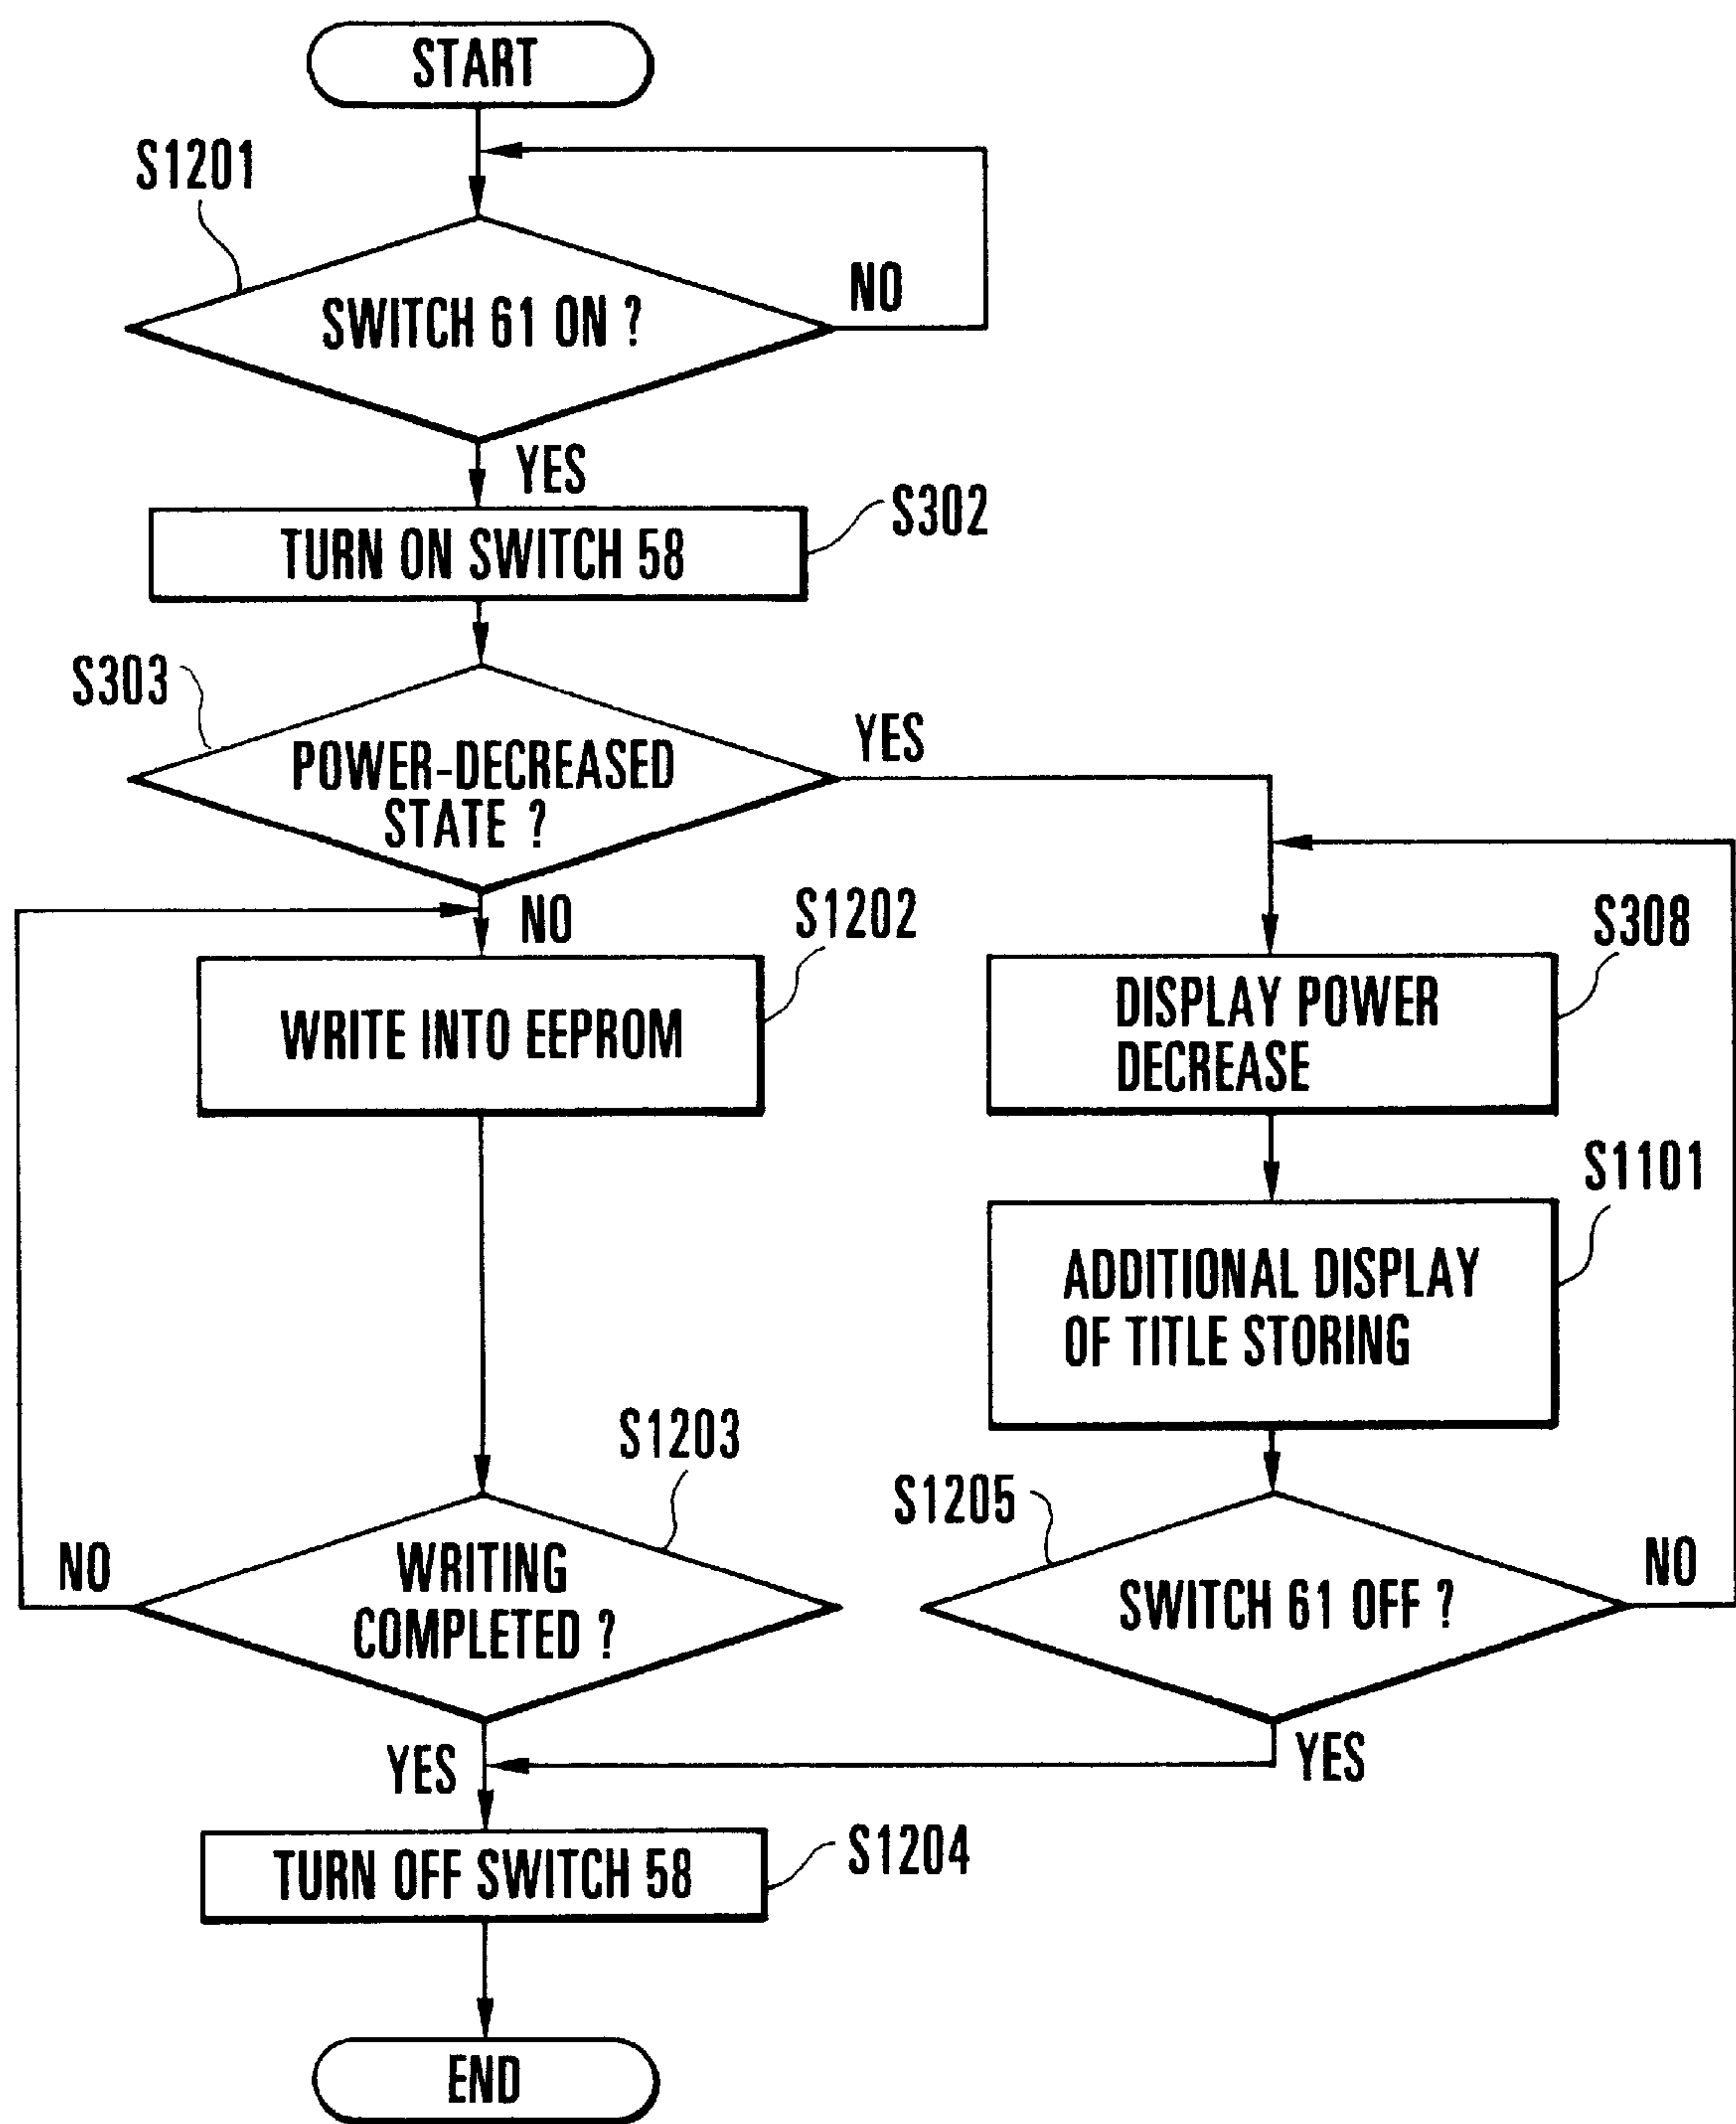 START
S1201
SWITCH 61 ON ?
NO
YES
TURN ON SWITCH 58
S302
S303
POWER-DECREASED
STATE ?
YES
NO
S1202
WRITE INTO EEPROM
S308
DISPLAY POWER
DECREASE
S1101
ADDITIONAL DISPLAY
OF TITLE STORING
S1203
WRITING
COMPLETED ?
NO
YES
S1205
SWITCH 61 OFF ?
NO
YES
TURN OFF SWITCH 58
S1204
END